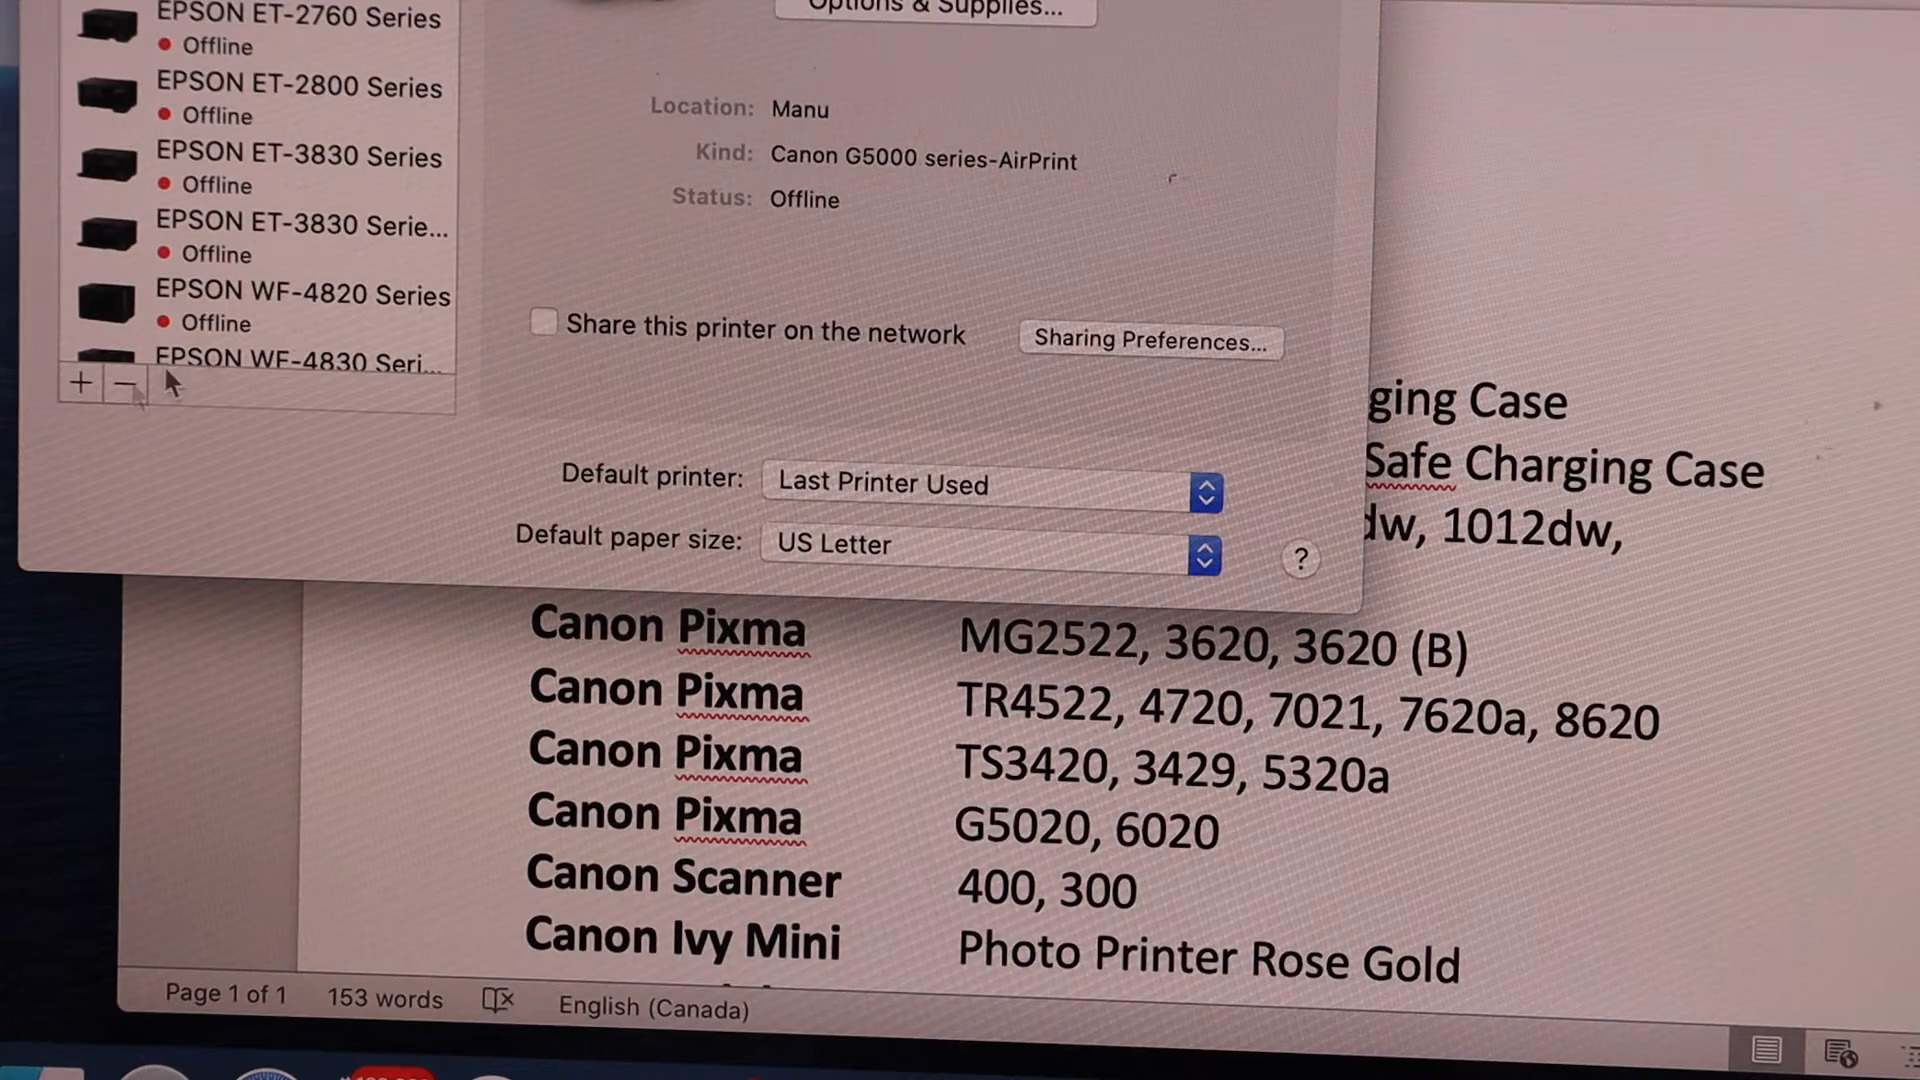 EPSON ET-2760 Series
Offline
EPSON ET-2800 Series
Offline
EPSON ET-3830 Series
Offline
EPSON ET-3830 Serie...
Offline
EPSON WF-4820 Series
Offline
EPSON WF-4830 Seri...
+ −
Options & Supplies...
Location: Manu
Kind: Canon G5000 series-AirPrint
Status: Offline
Share this printer on the network
Sharing Preferences...
Default printer: Last Printer Used
Default paper size: US Letter
?
ging Case
Safe Charging Case
dw, 1012dw,
Canon Pixma MG2522, 3620, 3620 (B)
Canon Pixma TR4522, 4720, 7021, 7620a, 8620
Canon Pixma TS3420, 3429, 5320a
Canon Pixma G5020, 6020
Canon Scanner 400, 300
Canon Ivy Mini Photo Printer Rose Gold
Page 1 of 1 153 words English (Canada)